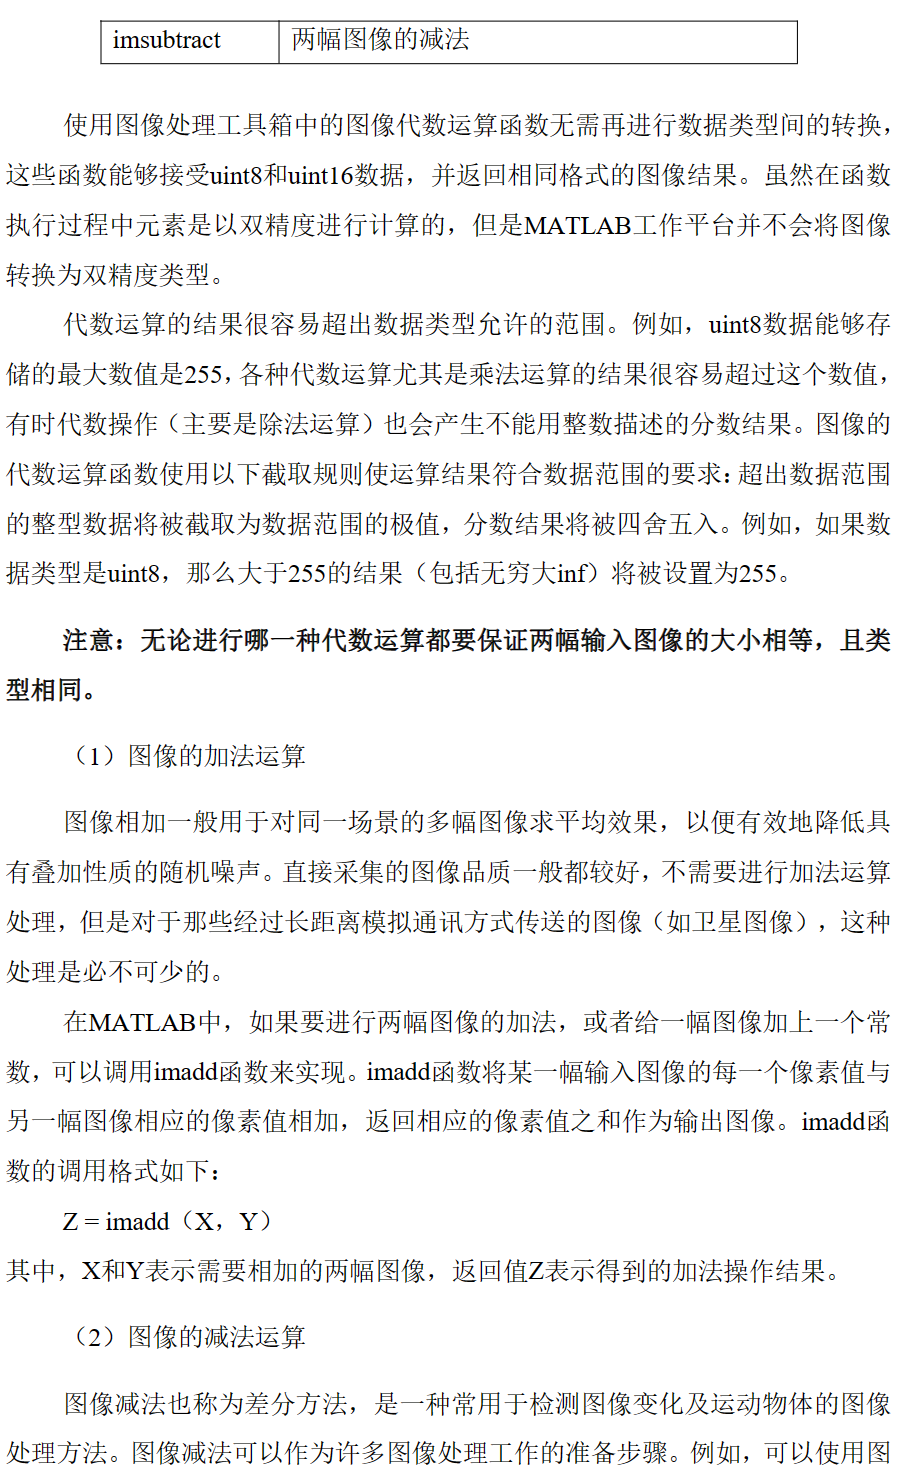 imsubtract 两幅图像的减法
使用图像处理工具箱中的图像代数运算函数无需再进行数据类型间的转换，
这些函数能够接受uint8和uint16数据，并返回相同格式的图像结果。虽然在函数
执行过程中元素是以双精度进行计算的，但是MATLAB工作平台并不会将图像
转换为双精度类型。
代数运算的结果很容易超出数据类型允许的范围。例如，uint8数据能够存
储的最大数值是255，各种代数运算尤其是乘法运算的结果很容易超过这个数值，
有时代数操作（主要是除法运算）也会产生不能用整数描述的分数结果。图像的
代数运算函数使用以下截取规则使运算结果符合数据范围的要求：超出数据范围
的整型数据将被截取为数据范围的极值，分数结果将被四舍五入。例如，如果数
据类型是uint8，那么大于255的结果（包括无穷大inf）将被设置为255。
注意：无论进行哪一种代数运算都要保证两幅输入图像的大小相等，且类
型相同。
（1）图像的加法运算
图像相加一般用于对同一场景的多幅图像求平均效果，以便有效地降低具
有叠加性质的随机噪声。直接采集的图像品质一般都较好，不需要进行加法运算
处理，但是对于那些经过长距离模拟通讯方式传送的图像（如卫星图像），这种
处理是必不可少的。
在MATLAB中，如果要进行两幅图像的加法，或者给一幅图像加上一个常
数，可以调用imadd函数来实现。imadd函数将某一幅输入图像的每一个像素值与
另一幅图像相应的像素值相加，返回相应的像素值之和作为输出图像。imadd函
数的调用格式如下：
Z = imadd（X，Y）
其中，X和Y表示需要相加的两幅图像，返回值Z表示得到的加法操作结果。
（2）图像的减法运算
图像减法也称为差分方法，是一种常用于检测图像变化及运动物体的图像
处理方法。图像减法可以作为许多图像处理工作的准备步骤。例如，可以使用图